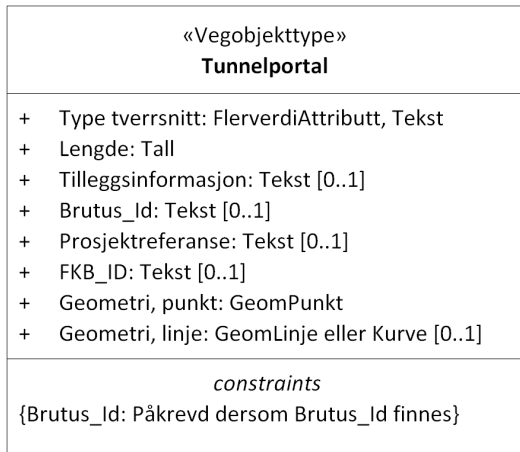 «Vegobjekttype»
Tunnelportal
+ Type tverrsnitt: FlerverdiAttributt, Tekst
+ Lengde: Tall
+ Tilleggsinformasjon: Tekst [0..1]
+ Brutus_Id: Tekst [0..1]
+ Prosjektreferanse: Tekst [0..1]
+ FKB_ID: Tekst [0..1]
+ Geometri, punkt: GeomPunkt
+ Geometri, linje: GeomLinje eller Kurve [0..1]
constraints
{Brutus_Id: Påkrevd dersom Brutus_Id finnes}